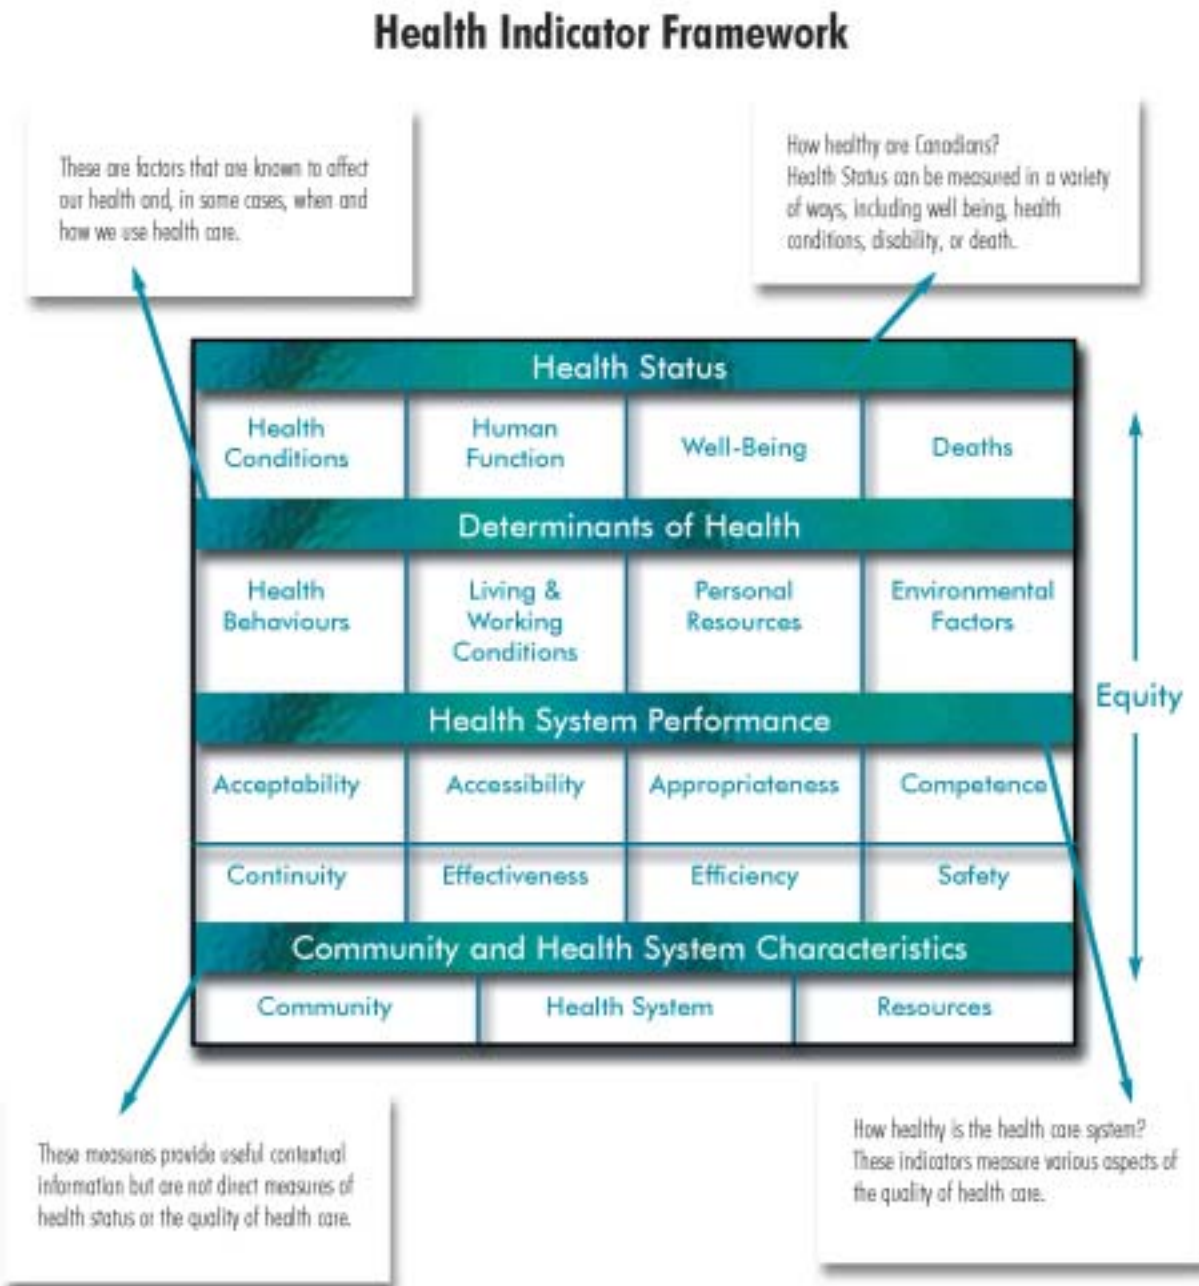 Health Indicator Framework
These are factors that are known to affect
our health and, in some cases, when and
how we use health care.
How healthy are Canadians?
Health Status can be measured in a variety
of ways, including well being, health
conditions, disability, or death.
Health Status
Health
Conditions
Human
Function
Well-Being
Deaths
Determinants of Health
Health
Behaviours
Living &
Working
Conditions
Personal
Resources
Environmental
Factors
Equity
Health System Performance
Acceptability
Accessibility
Appropriateness
Competence
Continuity
Effectiveness
Efficiency
Safety
Community and Health System Characteristics
Community
Health System
Resources
These measures provide useful contextual
information but are not direct measures of
health status or the quality of health care.
How healthy is the health care system?
These indicators measure various aspects of
the quality of health care.